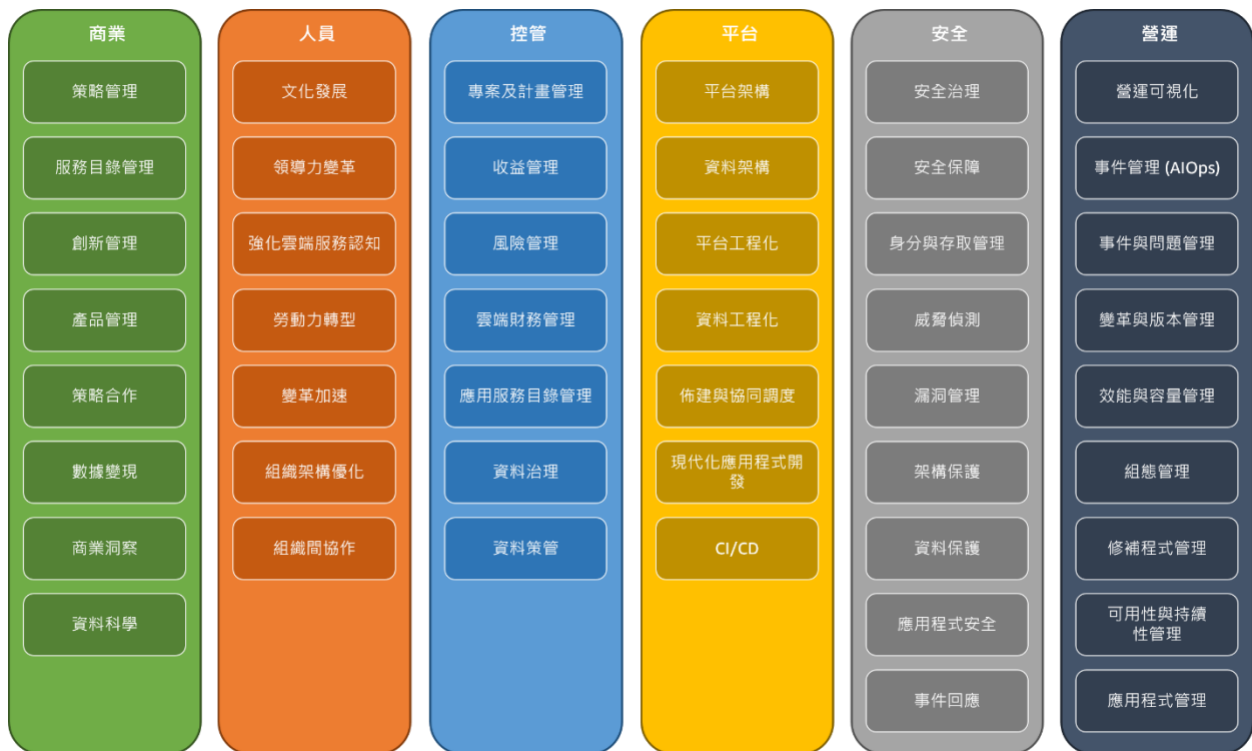 商業
策略管理
服務目錄管理
創新管理
產品管理
策略合作
數據變現
商業洞察
資料科學
人員
文化發展
領導力變革
強化雲端服務認知
勞動力轉型
變革加速
組織架構優化
組織間協作
控管
專案及計畫管理
收益管理
風險管理
雲端財務管理
應用服務目錄管理
資料治理
資料策管
平台
平台架構
資料架構
平台工程化
資料工程化
佈建與協同調度
現代化應用程式開
發
CI/CD
安全
安全治理
安全保障
身分與存取管理
威脅偵測
漏洞管理
架構保護
資料保護
應用程式安全
事件回應
營運
營運可視化
事件管理 (AIOps)
事件與問題管理
變革與版本管理
效能與容量管理
組態管理
修補程式管理
可用性與持續
性管理
應用程式管理